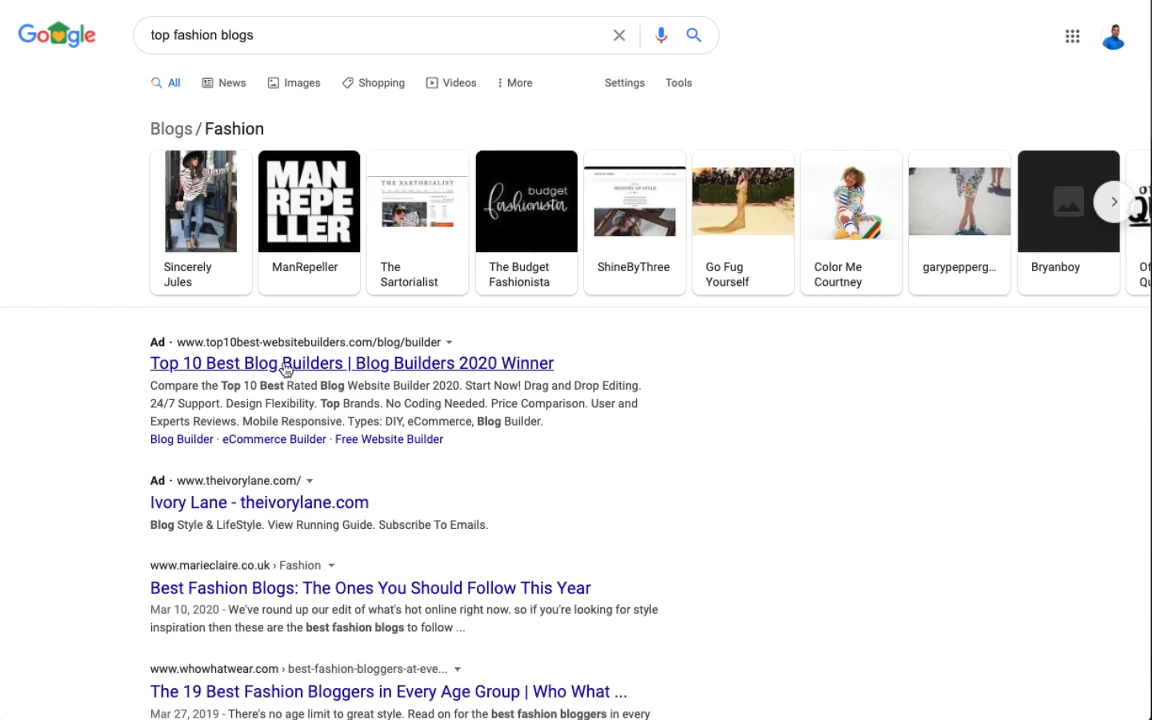 Google
top fashion blogs
All News Images Shopping Videos More Settings Tools
Blogs / Fashion
MAN
REPE
LLER
THE SARTORIALIST
budget
fashionista
MINISTRY OF STYLE
Sincerely
Jules
ManRepeller
The
Sartorialist
The Budget
Fashionista
ShineByThree
Go Fug
Yourself
Color Me
Courtney
garypepperg...
Bryanboy
Ad · www.top10best-websitebuilders.com/blog/builder
Top 10 Best Blog Builders | Blog Builders 2020 Winner
Compare the Top 10 Best Rated Blog Website Builder 2020. Start Now! Drag and Drop Editing.
24/7 Support. Design Flexibility. Top Brands. No Coding Needed. Price Comparison. User and
Experts Reviews. Mobile Responsive. Types: DIY, eCommerce, Blog Builder.
Blog Builder · eCommerce Builder · Free Website Builder
Ad · www.theivorylane.com/
Ivory Lane - theivorylane.com
Blog Style & LifeStyle. View Running Guide. Subscribe To Emails.
www.marieclaire.co.uk › Fashion
Best Fashion Blogs: The Ones You Should Follow This Year
Mar 10, 2020 - We've round up our edit of what's hot online right now. so if you're looking for style
inspiration then these are the best fashion blogs to follow ...
www.whowhatwear.com › best-fashion-bloggers-at-eve...
The 19 Best Fashion Bloggers in Every Age Group | Who What ...
Mar 27, 2019 - There's no age limit to great style. Read on for the best fashion bloggers in every